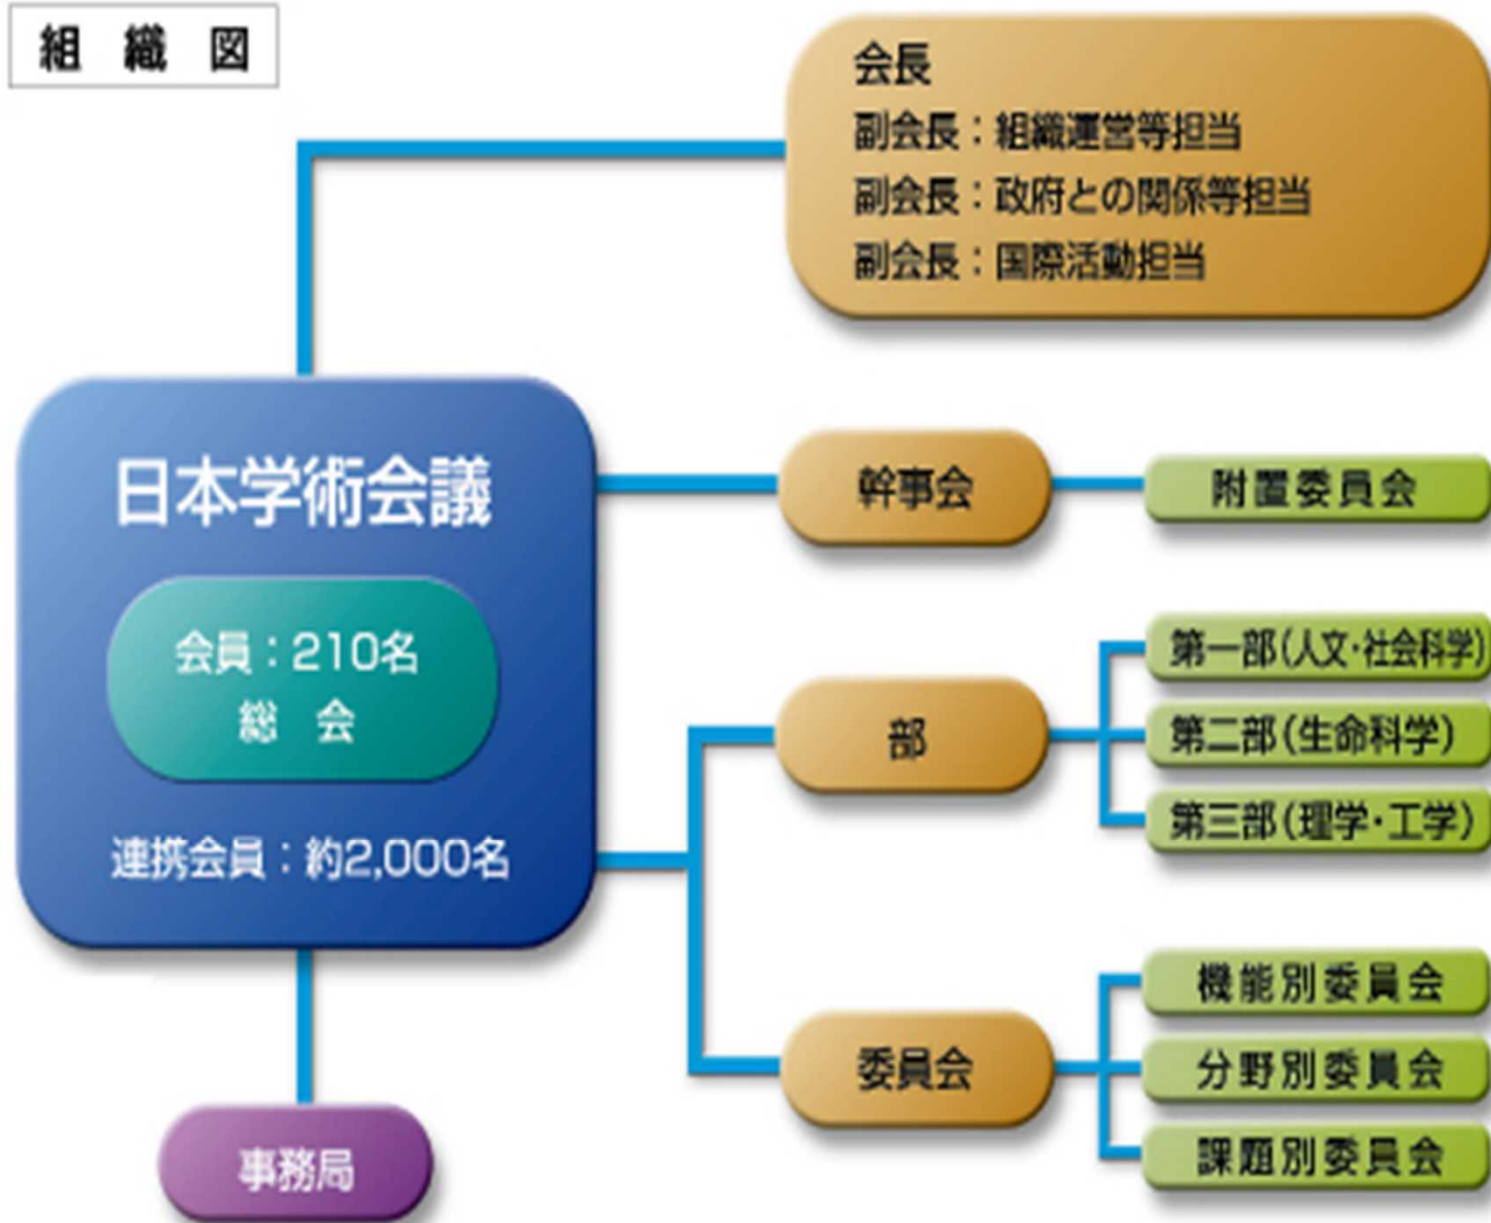 組織図
会長
副会長：組織運営等担当
副会長：政府との関係等担当
副会長：国際活動担当
日本学術会議
会員：210名
総会
連携会員：約2,000名
事務局
幹事会
附置委員会
部
第一部(人文・社会科学)
第二部(生命科学)
第三部(理学・工学)
委員会
機能別委員会
分野別委員会
課題別委員会